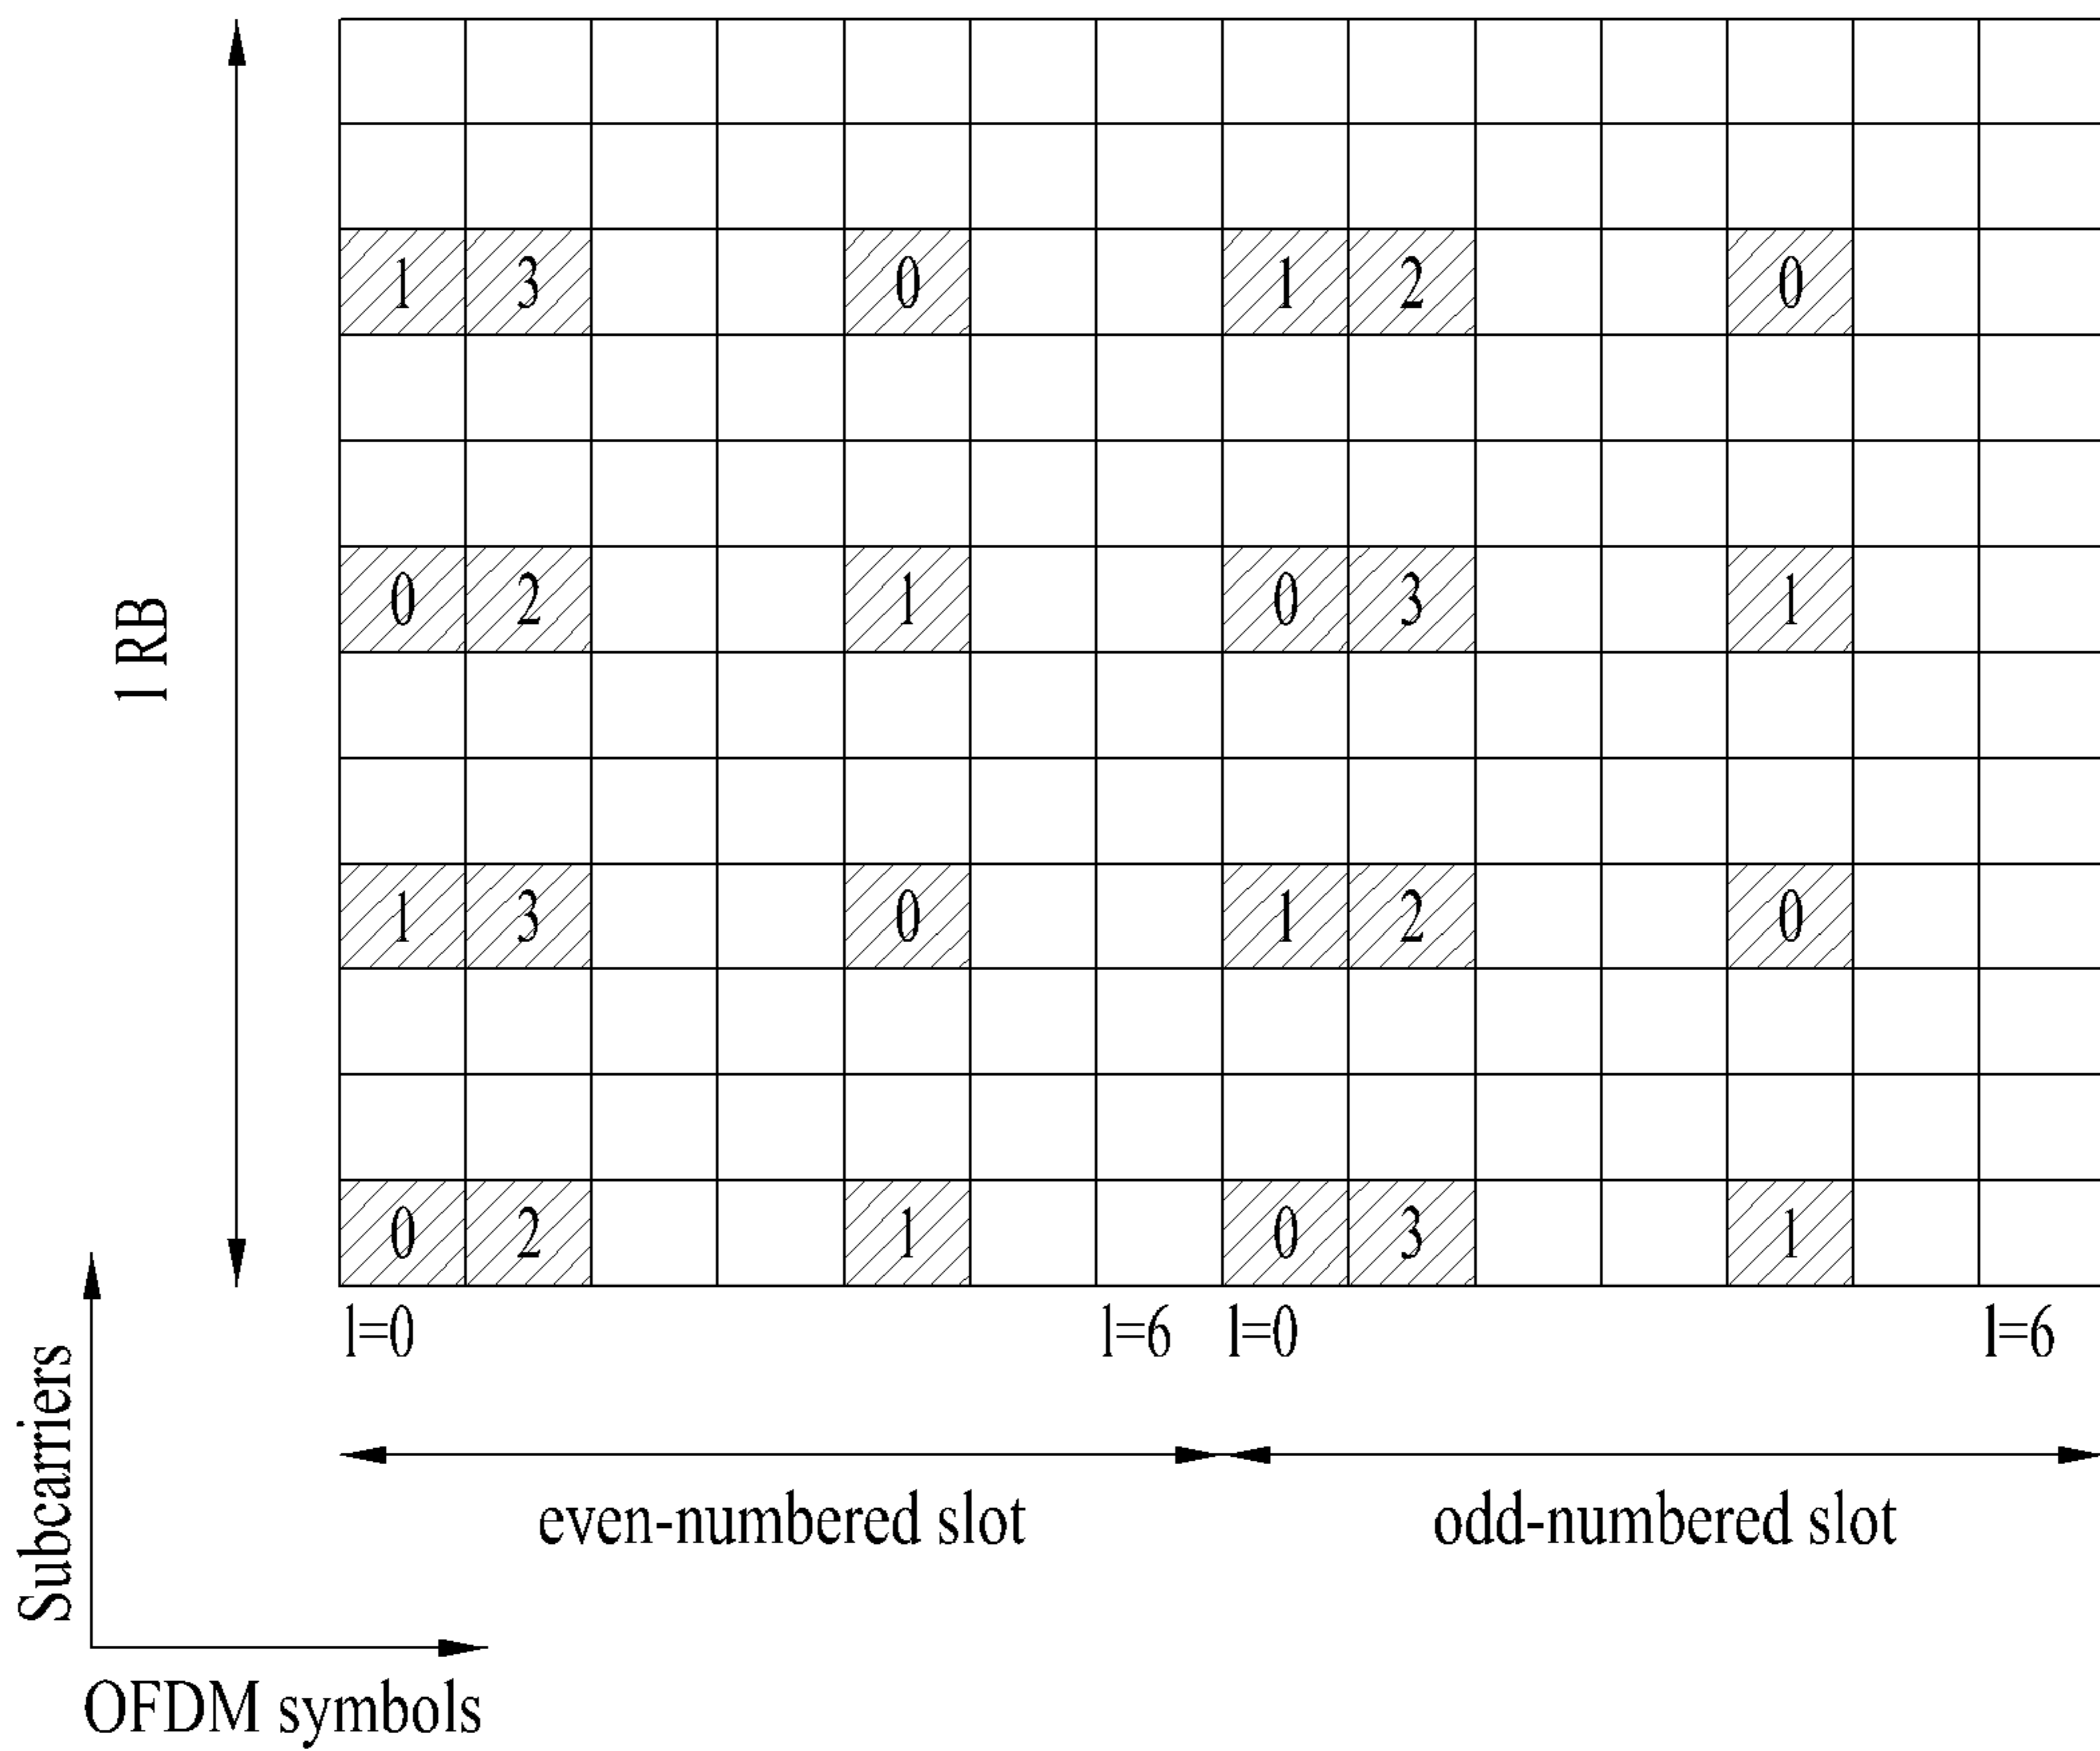 1 3 0 1 2 0
1 RB
0 2 1 0 3 1
1 3 0 1 2 0
0 2 1 0 3 1
l=0 l=6 l=0 l=6
Subcarriers
even-numbered slot odd-numbered slot
OFDM symbols